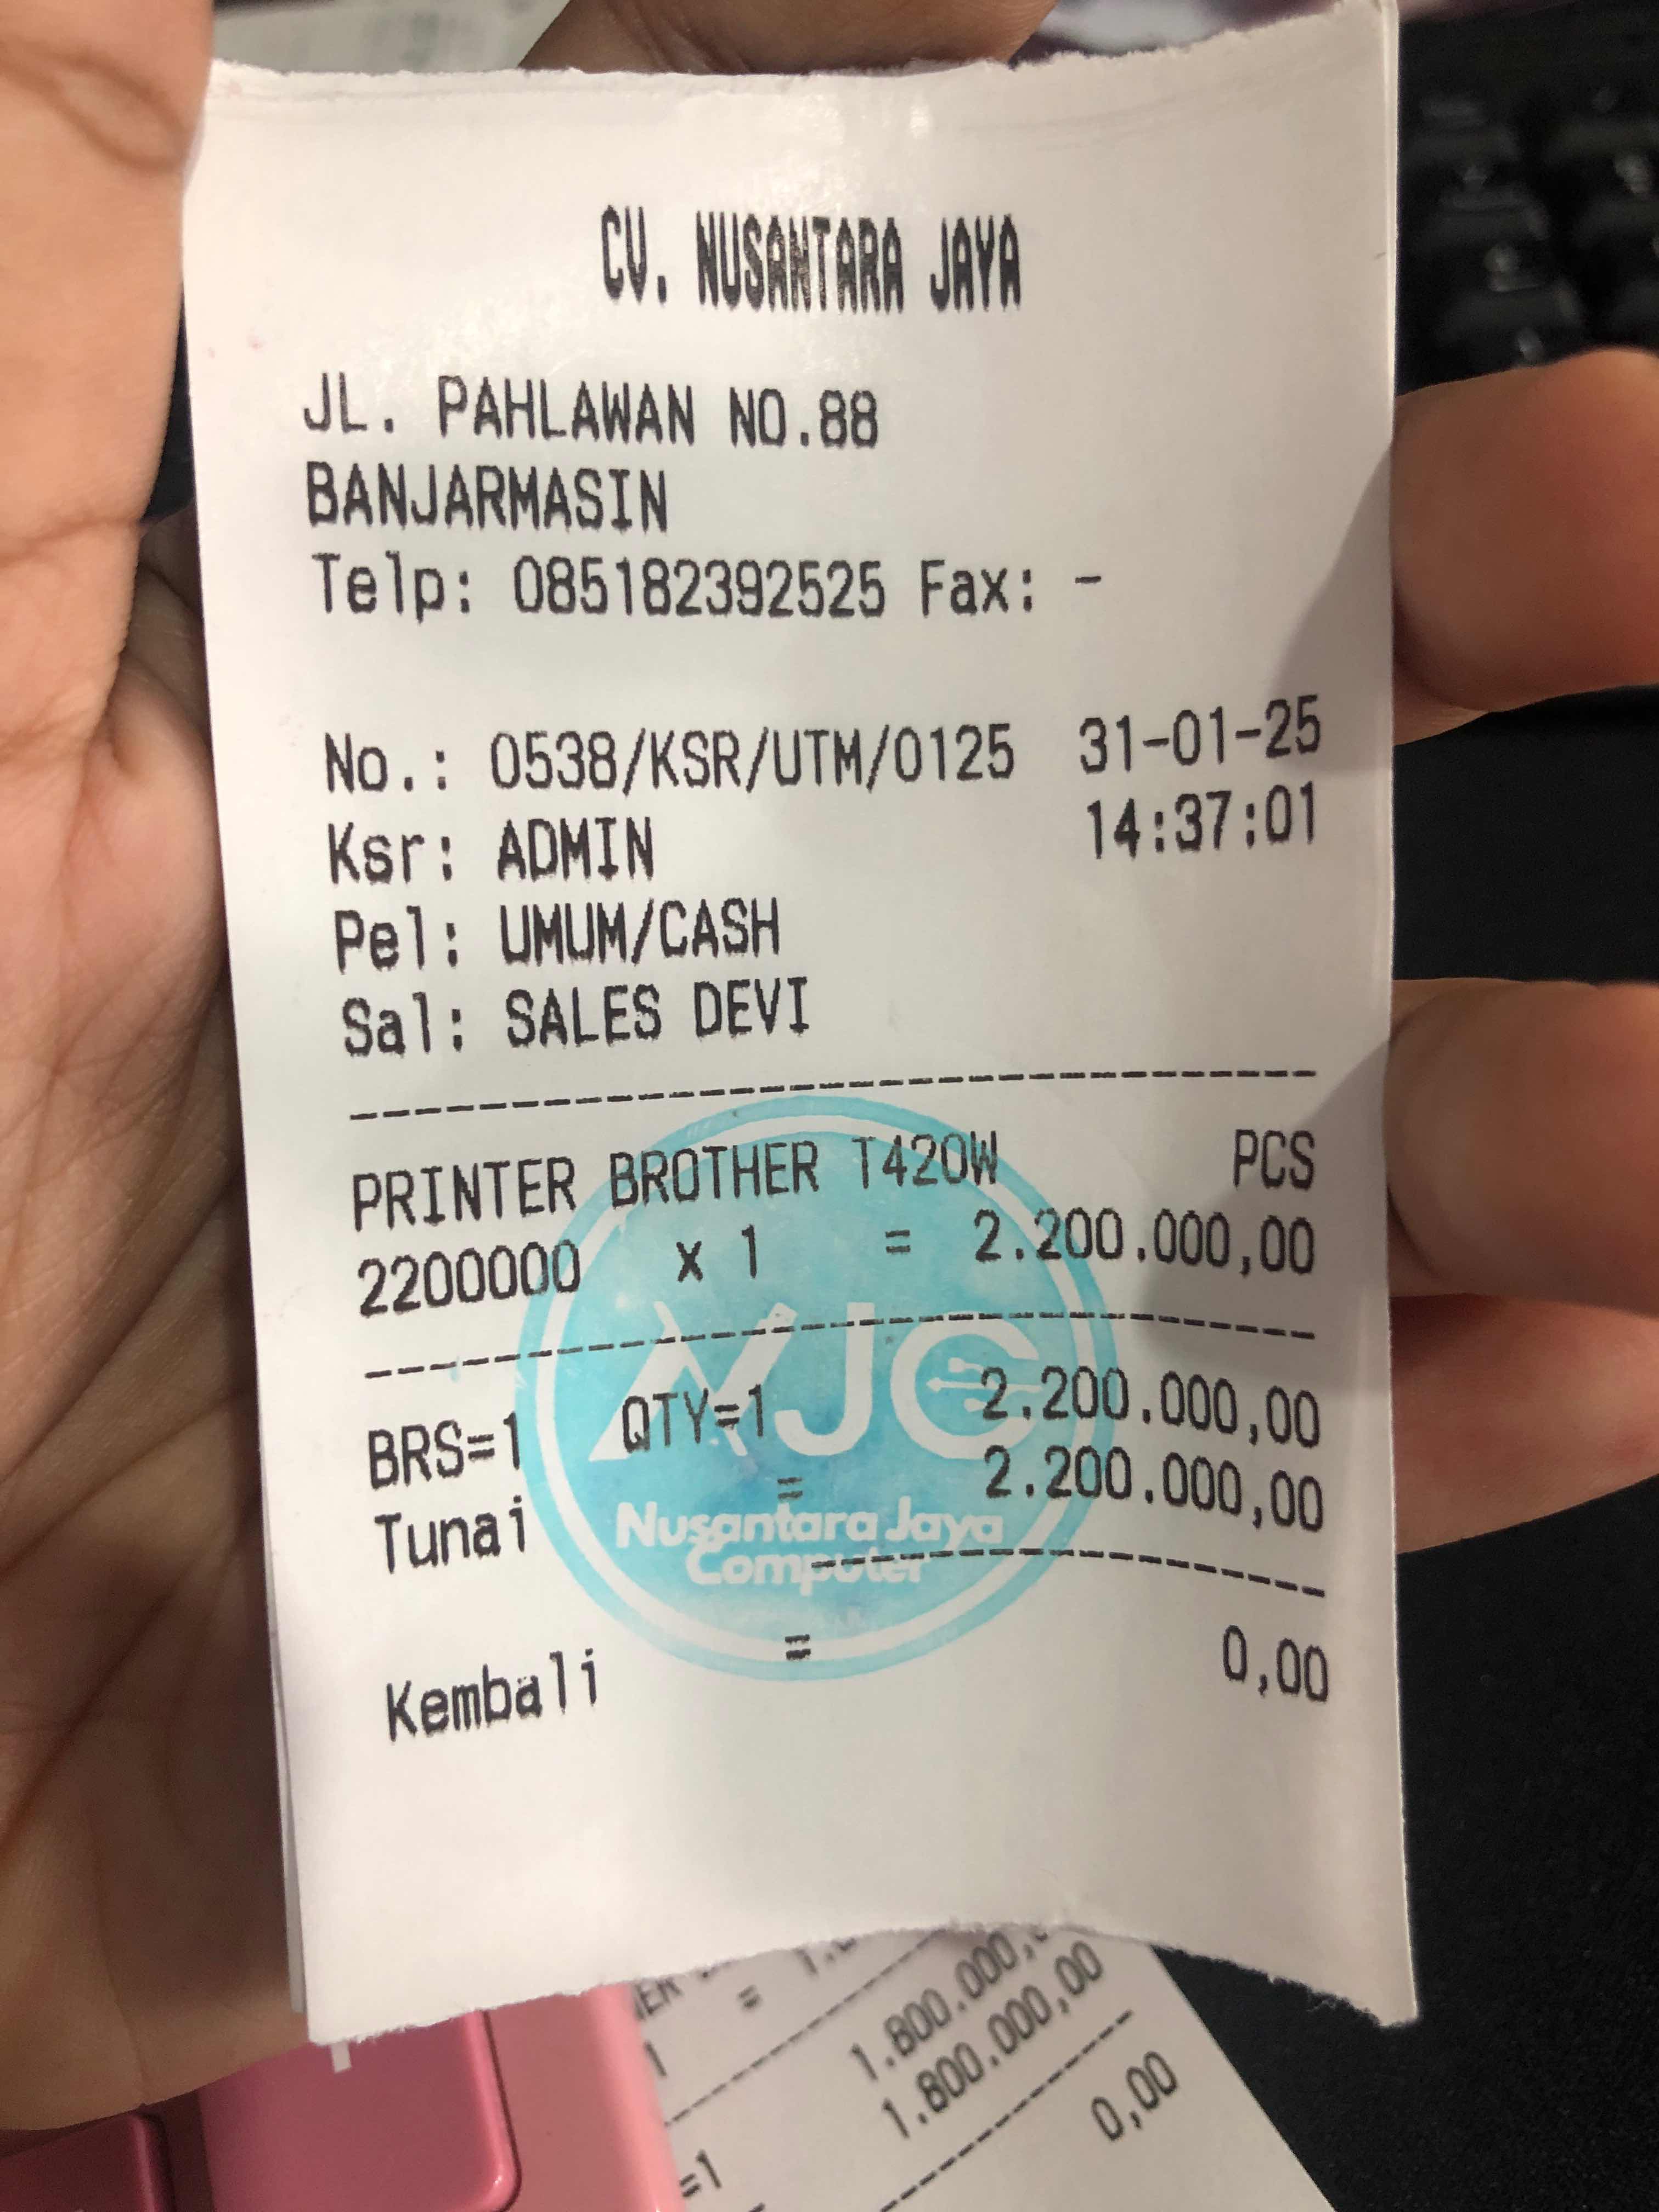 CV. NUSANTARA JAYA
JL. PAHLAWAN NO.88
BANJARMASIN
Telp: 085182392525 Fax: -
No.: 0538/KSR/UTM/0125 31-01-25
Ksr: ADMIN 14:37:01
Pel: UMUM/CASH
Sal: SALES DEVI
PRINTER BROTHER T420W PCS
2200000 x 1 = 2.200.000,00
BRS=1 QTY=1 2.200.000,00
Tunai = 2.200.000,00
Kembali = 0,00
NJC
Nusantara Jaya
Computer
1.800.000,00
=1 1.800.000,00
0,00